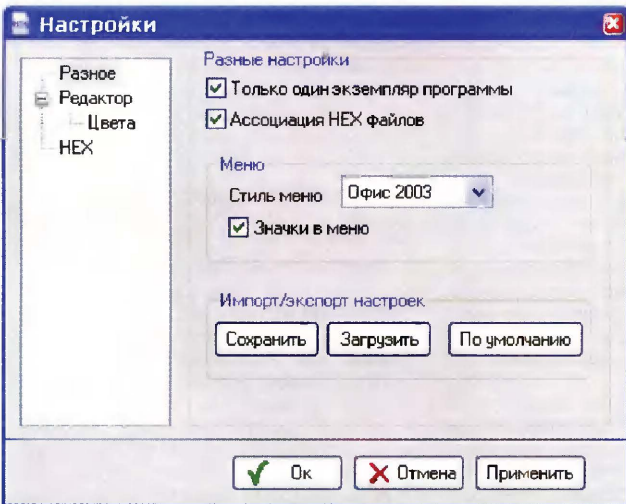 Настройки
Разное
Редактор
Цвета
HEX
Разные настройки
Только один экземпляр программы
Ассоциация HEX файлов
Меню
Стиль меню Офис 2003
Значки в меню
Импорт/экспорт настроек
Сохранить Загрузить По умолчанию
Ок Отмена Применить